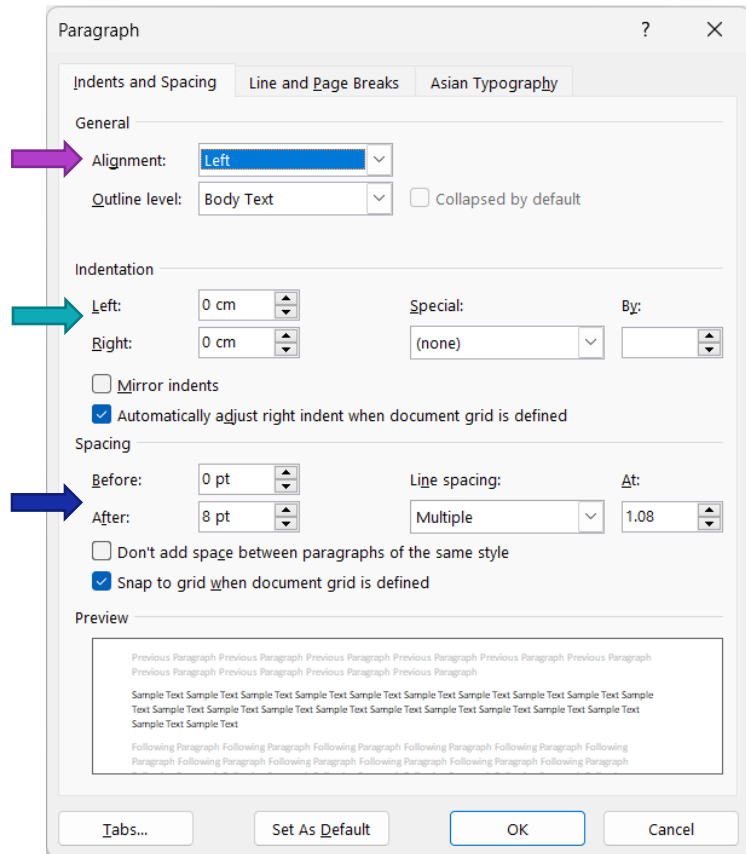 Paragraph ?
Indents and Spacing Line and Page Breaks Asian Typography
General
Alignment: Left
Outline level: Body Text Collapsed by default
Indentation
Left: 0 cm Special: By:
Right: 0 cm (none)
Mirror indents
Automatically adjust right indent when document grid is defined
Spacing
Before: 0 pt Line spacing: At:
After: 8 pt Multiple 1.08
Don't add space between paragraphs of the same style
Snap to grid when document grid is defined
Preview
Previous Paragraph Previous Paragraph Previous Paragraph Previous Paragraph Previous Paragraph Previous Paragraph
Previous Paragraph Previous Paragraph Previous Paragraph Previous Paragraph
Sample Text Sample Text Sample Text Sample Text Sample Text Sample Text Sample Text Sample Text Sample Text Sample
Text Sample Text Sample Text Sample Text Sample Text Sample Text Sample Text Sample Text Sample Text Sample Text
Sample Text Sample Text
Following Paragraph Following Paragraph Following Paragraph Following Paragraph Following Paragraph Following
Paragraph Following Paragraph Following Paragraph Following Paragraph Following Paragraph Following Paragraph
Tabs... Set As Default OK Cancel